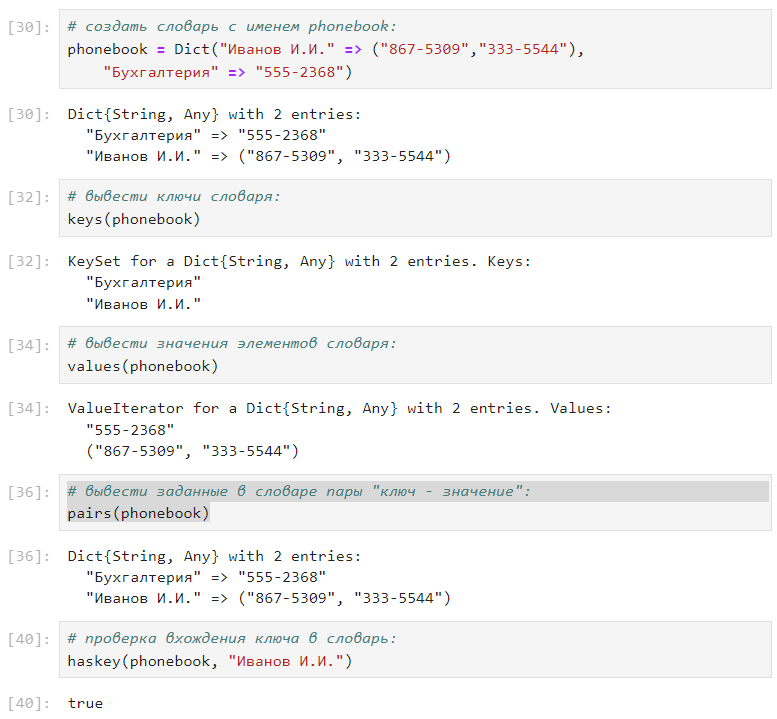 [30]: # создать словарь с именем phonebook:
phonebook = Dict("Иванов И.И." => ("867-5309","333-5544"),
    "Бухгалтерия" => "555-2368")
[30]: Dict{String, Any} with 2 entries:
  "Бухгалтерия" => "555-2368"
  "Иванов И.И." => ("867-5309", "333-5544")
[32]: # вывести ключи словаря:
keys(phonebook)
[32]: KeySet for a Dict{String, Any} with 2 entries. Keys:
  "Бухгалтерия"
  "Иванов И.И."
[34]: # вывести значения элементов словаря:
values(phonebook)
[34]: ValueIterator for a Dict{String, Any} with 2 entries. Values:
  "555-2368"
  ("867-5309", "333-5544")
[36]: # вывести заданные в словаре пары "ключ - значение":
pairs(phonebook)
[36]: Dict{String, Any} with 2 entries:
  "Бухгалтерия" => "555-2368"
  "Иванов И.И." => ("867-5309", "333-5544")
[40]: # проверка вхождения ключа в словарь:
haskey(phonebook, "Иванов И.И.")
[40]: true